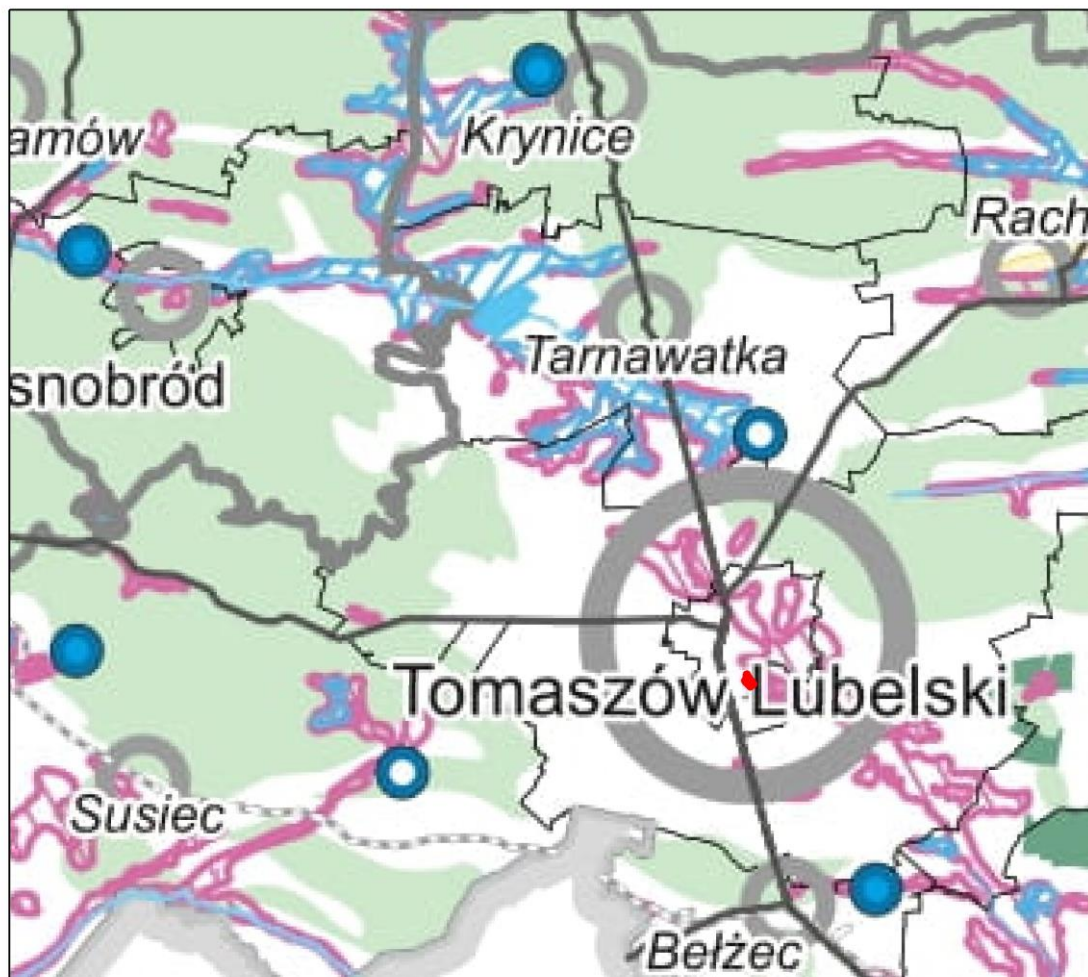 Krynice
amów
Rach
Tarnawatka
snobród
Tomaszów Lubelski
Susiec
Bełżec